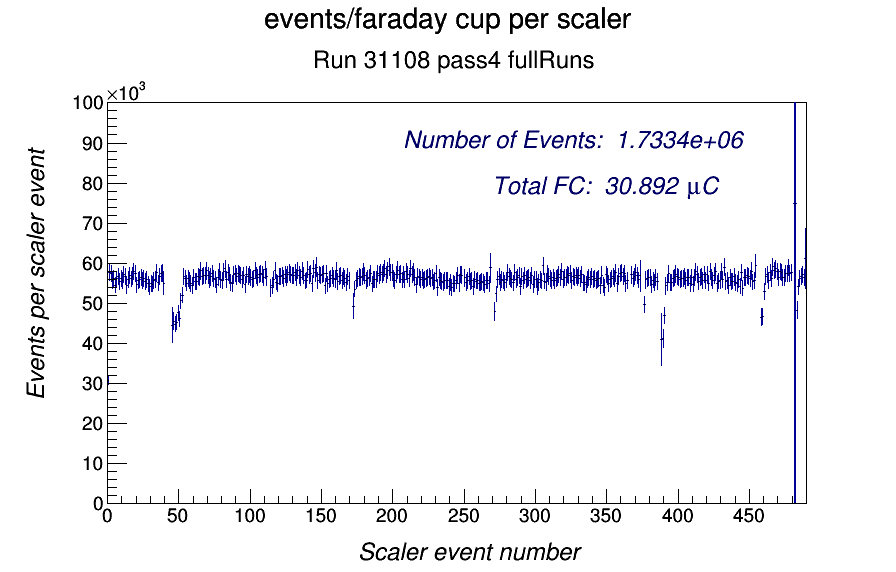 events/faraday cup per scaler
Run 31108 pass4 fullRuns
×10³
100
90
80
70
60
50
40
30
20
10
0
Number of Events: 1.7334e+06
Total FC: 30.892 μC
Events per scaler event
0 50 100 150 200 250 300 350 400 450
Scaler event number